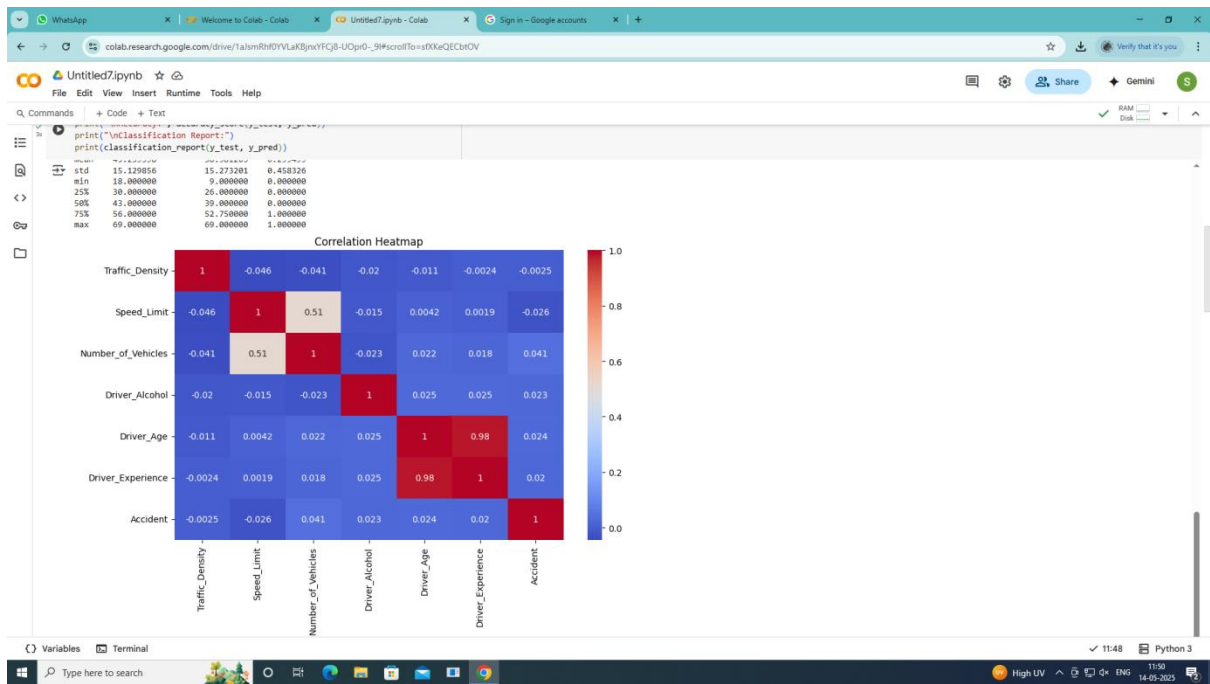 WhatsApp
Welcome to Colab - Colab
Untitled7.ipynb - Colab
Sign in – Google accounts
colab.research.google.com/drive/1aJsmRhf0YVLaKBjnxYFCj8-UOpr0-_9I#scrollTo=sfXKeQECbtOV
Verify that it's you
Untitled7.ipynb
File Edit View Insert Runtime Tools Help
Share
Gemini
S
Commands + Code + Text
RAM
Disk
print("\nClassification Report:")
print(classification_report(y_test, y_pred))
std 15.129856 15.273201 0.458326
min 18.000000 9.000000 0.000000
25% 30.000000 26.000000 0.000000
50% 43.000000 39.000000 0.000000
75% 56.000000 52.750000 1.000000
max 69.000000 69.000000 1.000000
Correlation Heatmap
Traffic_Density 1 -0.046 -0.041 -0.02 -0.011 -0.0024 -0.0025
Speed_Limit -0.046 1 0.51 -0.015 0.0042 0.0019 -0.026
Number_of_Vehicles -0.041 0.51 1 -0.023 0.022 0.018 0.041
Driver_Alcohol -0.02 -0.015 -0.023 1 0.025 0.025 0.023
Driver_Age -0.011 0.0042 0.022 0.025 1 0.98 0.024
Driver_Experience -0.0024 0.0019 0.018 0.025 0.98 1 0.02
Accident -0.0025 -0.026 0.041 0.023 0.024 0.02 1
Traffic_Density
Speed_Limit
Number_of_Vehicles
Driver_Alcohol
Driver_Age
Driver_Experience
Accident
1.0
0.8
0.6
0.4
0.2
0.0
Variables Terminal
11:48 Python 3
Type here to search
High UV
ENG
11:50
14-05-2025